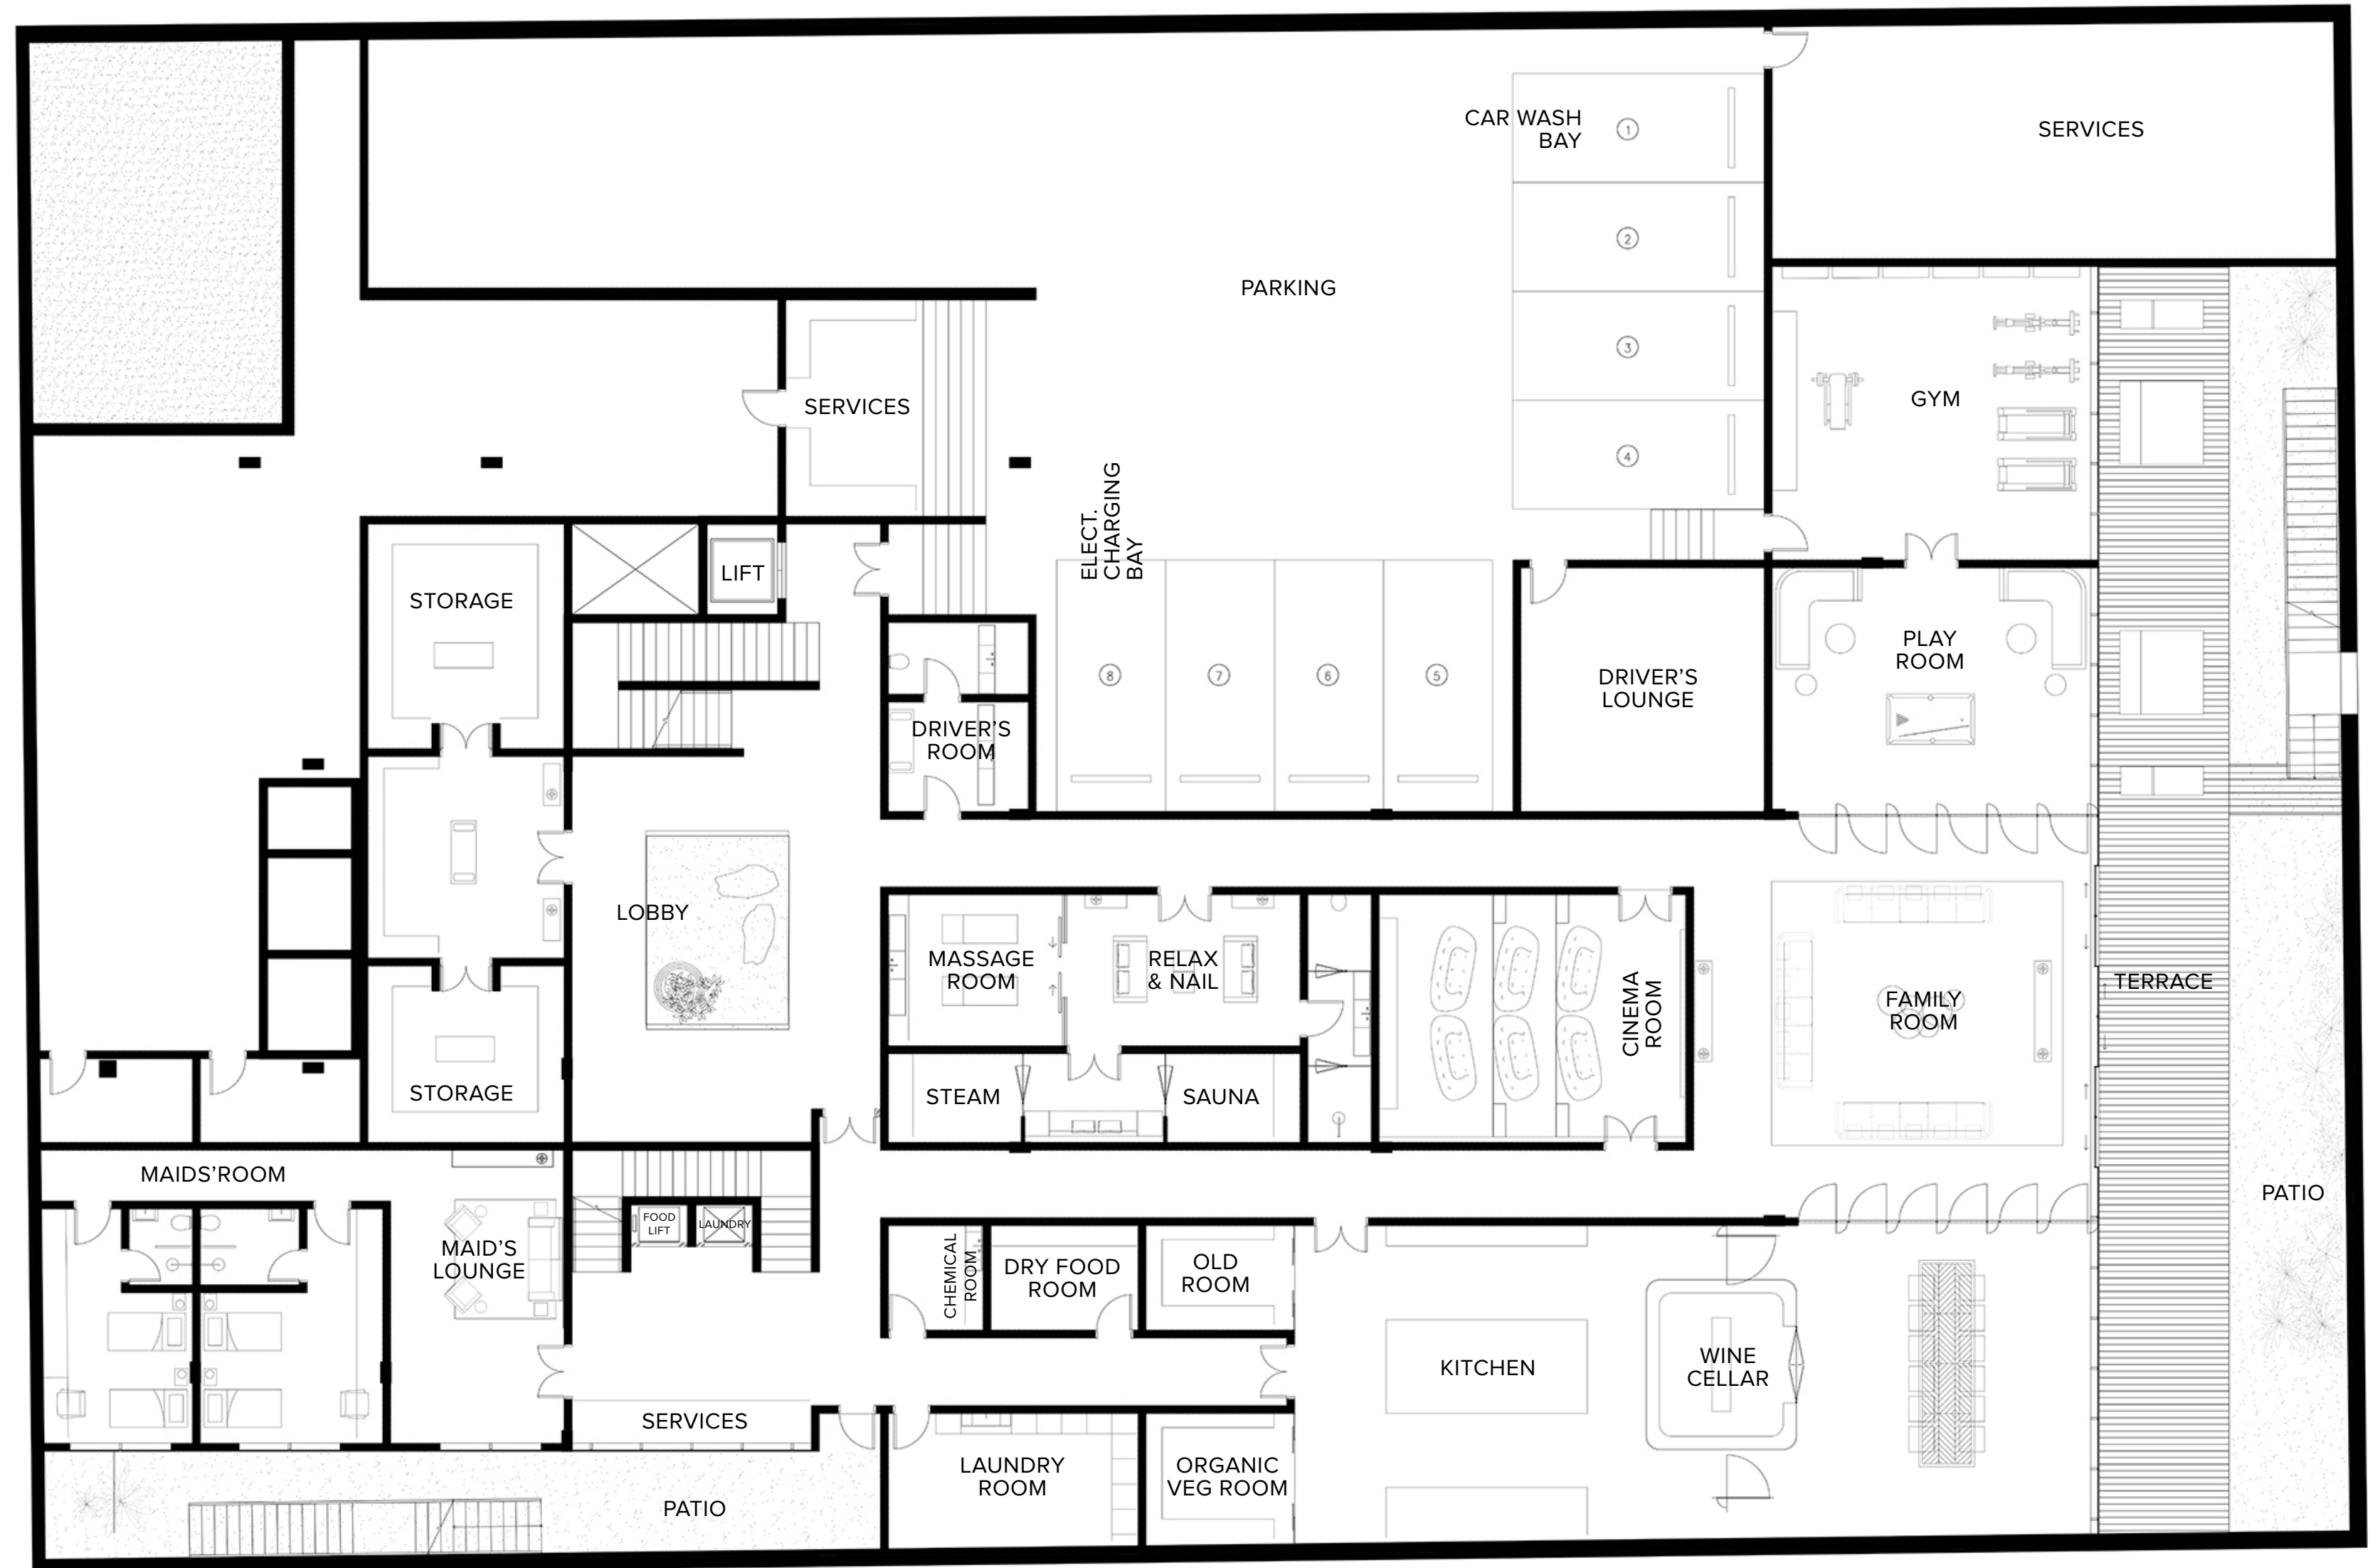 CAR WASH
BAY
1
SERVICES
2
PARKING
3
SERVICES
GYM
4
ELECT.
CHARGING
BAY
LIFT
STORAGE
PLAY
ROOM
8
7
6
5
DRIVER'S
LOUNGE
DRIVER'S
ROOM
LOBBY
MASSAGE
ROOM
RELAX
& NAIL
CINEMA
ROOM
FAMILY
ROOM
TERRACE
STORAGE
STEAM
SAUNA
MAIDS'ROOM
PATIO
FOOD
LIFT
LAUNDRY
MAID'S
LOUNGE
CHEMICAL
ROOM
DRY FOOD
ROOM
OLD
ROOM
KITCHEN
WINE
CELLAR
SERVICES
LAUNDRY
ROOM
ORGANIC
VEG ROOM
PATIO